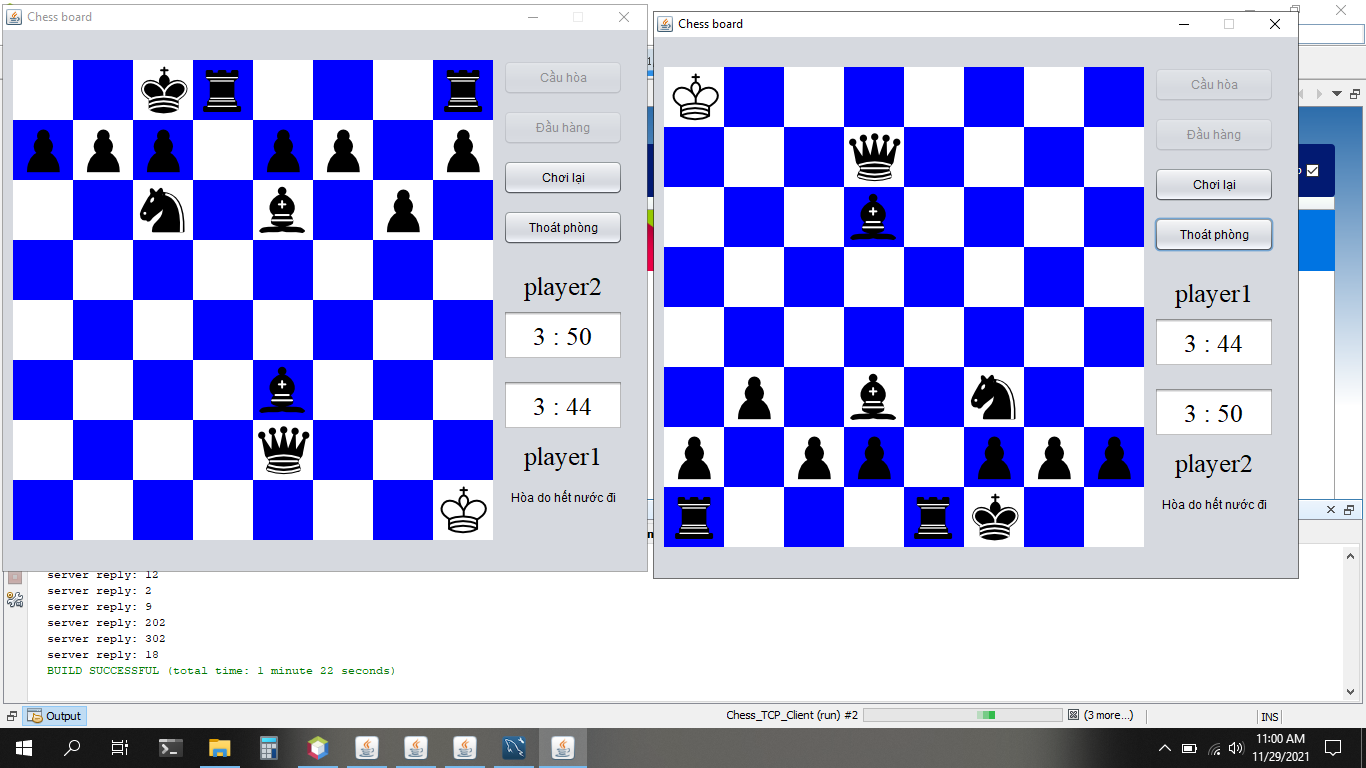 Chess board
Cầu hòa
Đầu hàng
Chơi lại
Thoát phòng
player2
3 : 50
3 : 44
player1
Hòa do hết nước đi
Chess board
Cầu hòa
Đầu hàng
Chơi lại
Thoát phòng
player1
3 : 44
3 : 50
player2
Hòa do hết nước đi
server reply: 12
server reply: 2
server reply: 9
server reply: 202
server reply: 302
server reply: 18
BUILD SUCCESSFUL (total time: 1 minute 22 seconds)
Output
Chess_TCP_Client (run) #2
(3 more...)
INS
11:00 AM
11/29/2021